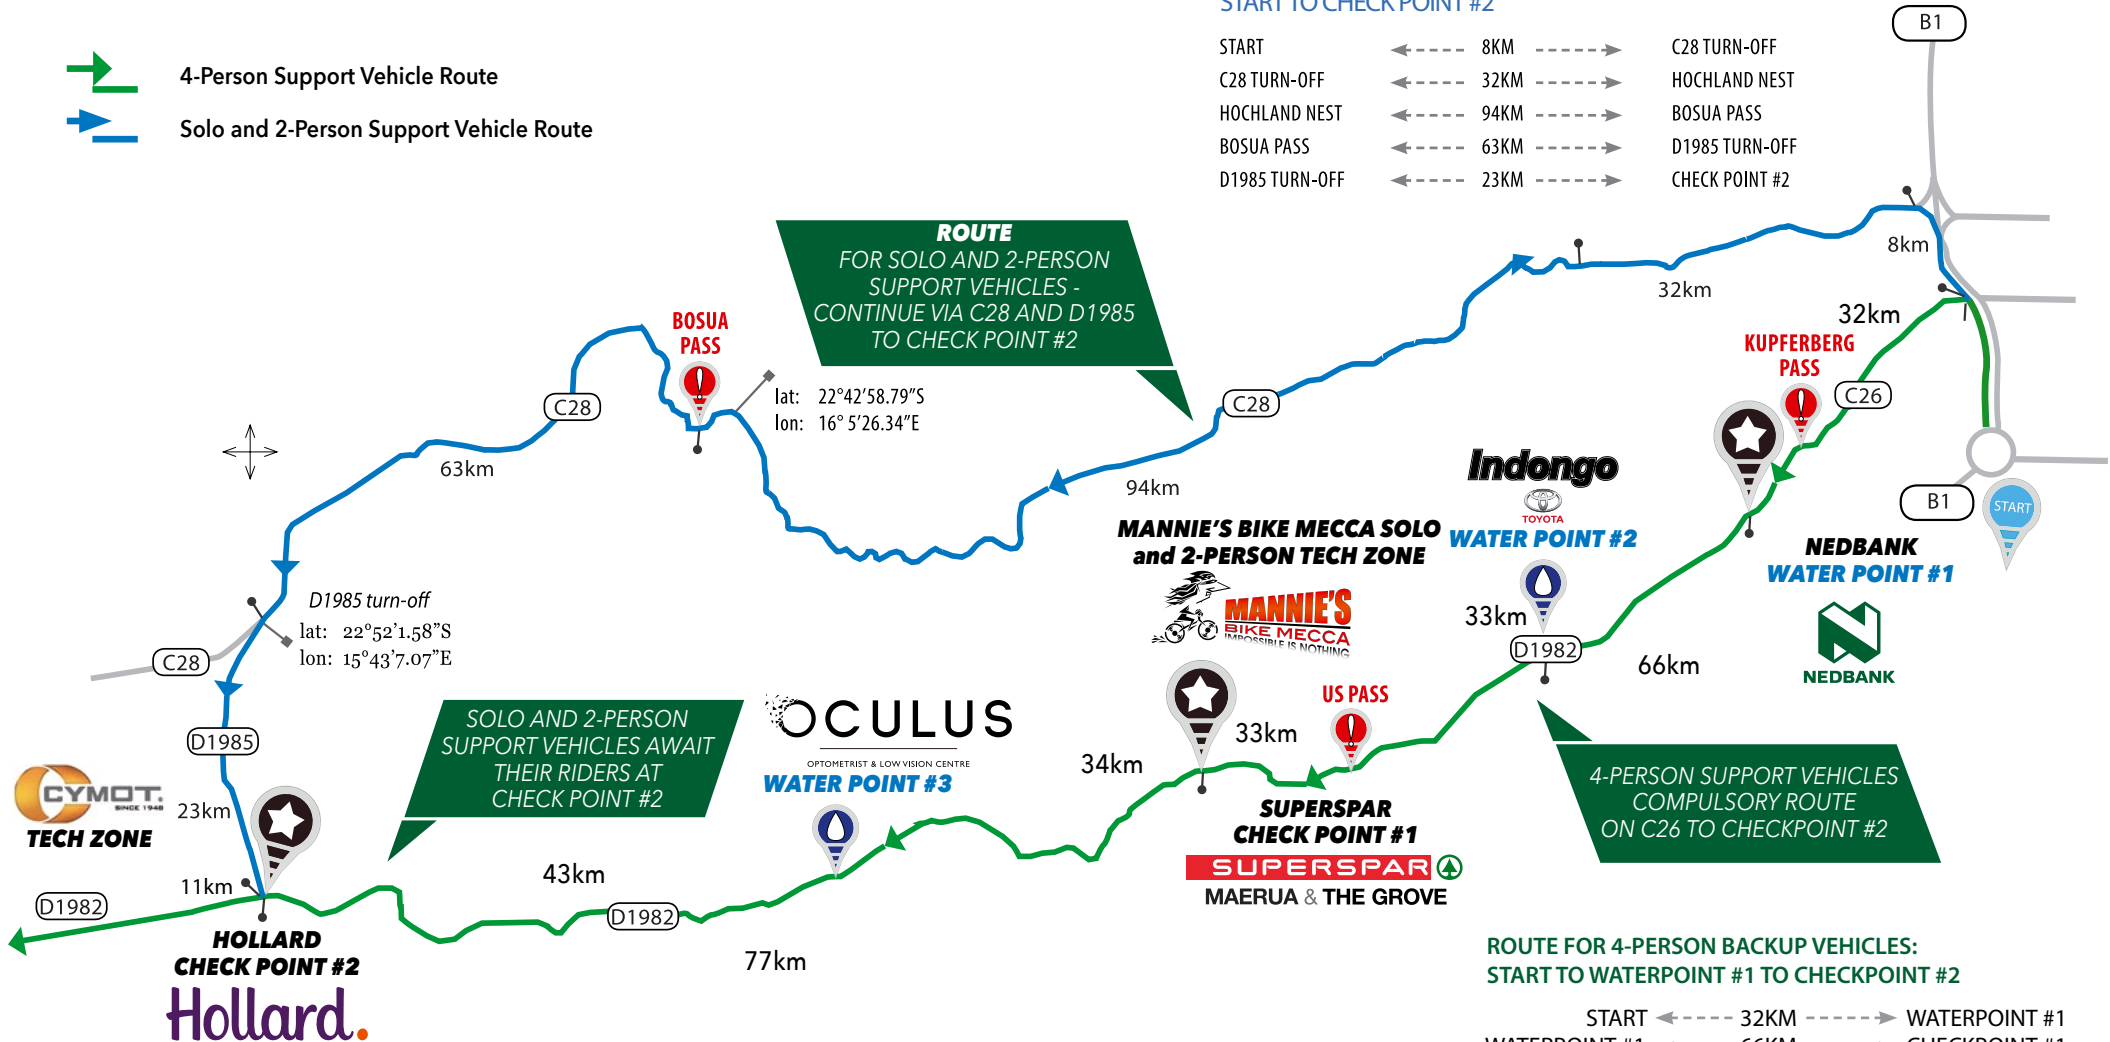 START TO CHECK POINT #2
START 8KM C28 TURN-OFF
C28 TURN-OFF 32KM HOCHLAND NEST
HOCHLAND NEST 94KM BOSUA PASS
BOSUA PASS 63KM D1985 TURN-OFF
D1985 TURN-OFF 23KM CHECK POINT #2
B1
4-Person Support Vehicle Route
Solo and 2-Person Support Vehicle Route
ROUTE
FOR SOLO AND 2-PERSON
SUPPORT VEHICLES -
CONTINUE VIA C28 AND D1985
TO CHECK POINT #2
8km
32km
32km
KUPFERBERG
PASS
C26
BOSUA
PASS
lat: 22°42'58.79"S
lon: 16° 5'26.34"E
C28
C28
63km
94km
Indongo
TOYOTA
WATER POINT #2
B1
START
MANNIE'S BIKE MECCA SOLO
and 2-PERSON TECH ZONE
MANNIE'S
BIKE MECCA
IMPOSSIBLE IS NOTHING
NEDBANK
WATER POINT #1
NEDBANK
33km
D1982
66km
D1985 turn-off
lat: 22°52'1.58"S
lon: 15°43'7.07"E
C28
D1985
SOLO AND 2-PERSON
SUPPORT VEHICLES AWAIT
THEIR RIDERS AT
CHECK POINT #2
OCULUS
OPTOMETRIST & LOW VISION CENTRE
WATER POINT #3
US PASS
33km
34km
4-PERSON SUPPORT VEHICLES
COMPULSORY ROUTE
ON C26 TO CHECKPOINT #2
CYMOT.
SINCE 1948
TECH ZONE
23km
SUPERSPAR
CHECK POINT #1
SUPERSPAR
MAERUA & THE GROVE
11km
D1982
43km
D1982
77km
HOLLARD
CHECK POINT #2
Hollard.
ROUTE FOR 4-PERSON BACKUP VEHICLES:
START TO WATERPOINT #1 TO CHECKPOINT #2
START 32KM WATERPOINT #1
WATERPOINT #1 66KM CHECKPOINT #1